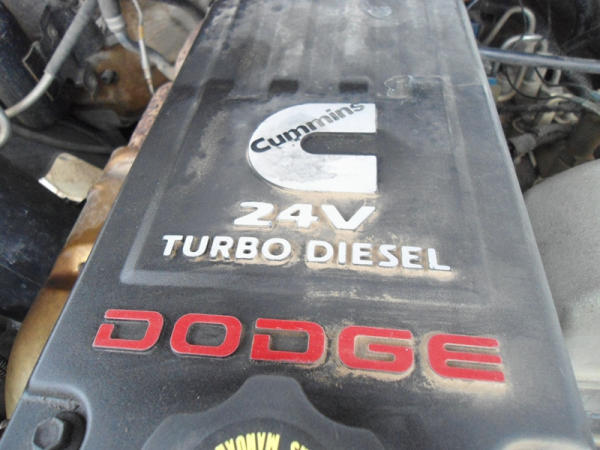 Cummins
24V
TURBO DIESEL
DODGE